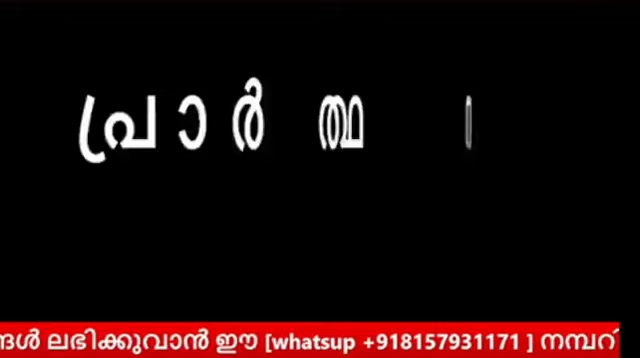 പ്രാർത്ഥ
ങൾ ലഭിക്കുവാൻ ഈ [whatsup +918157931171 ] നമ്പറി